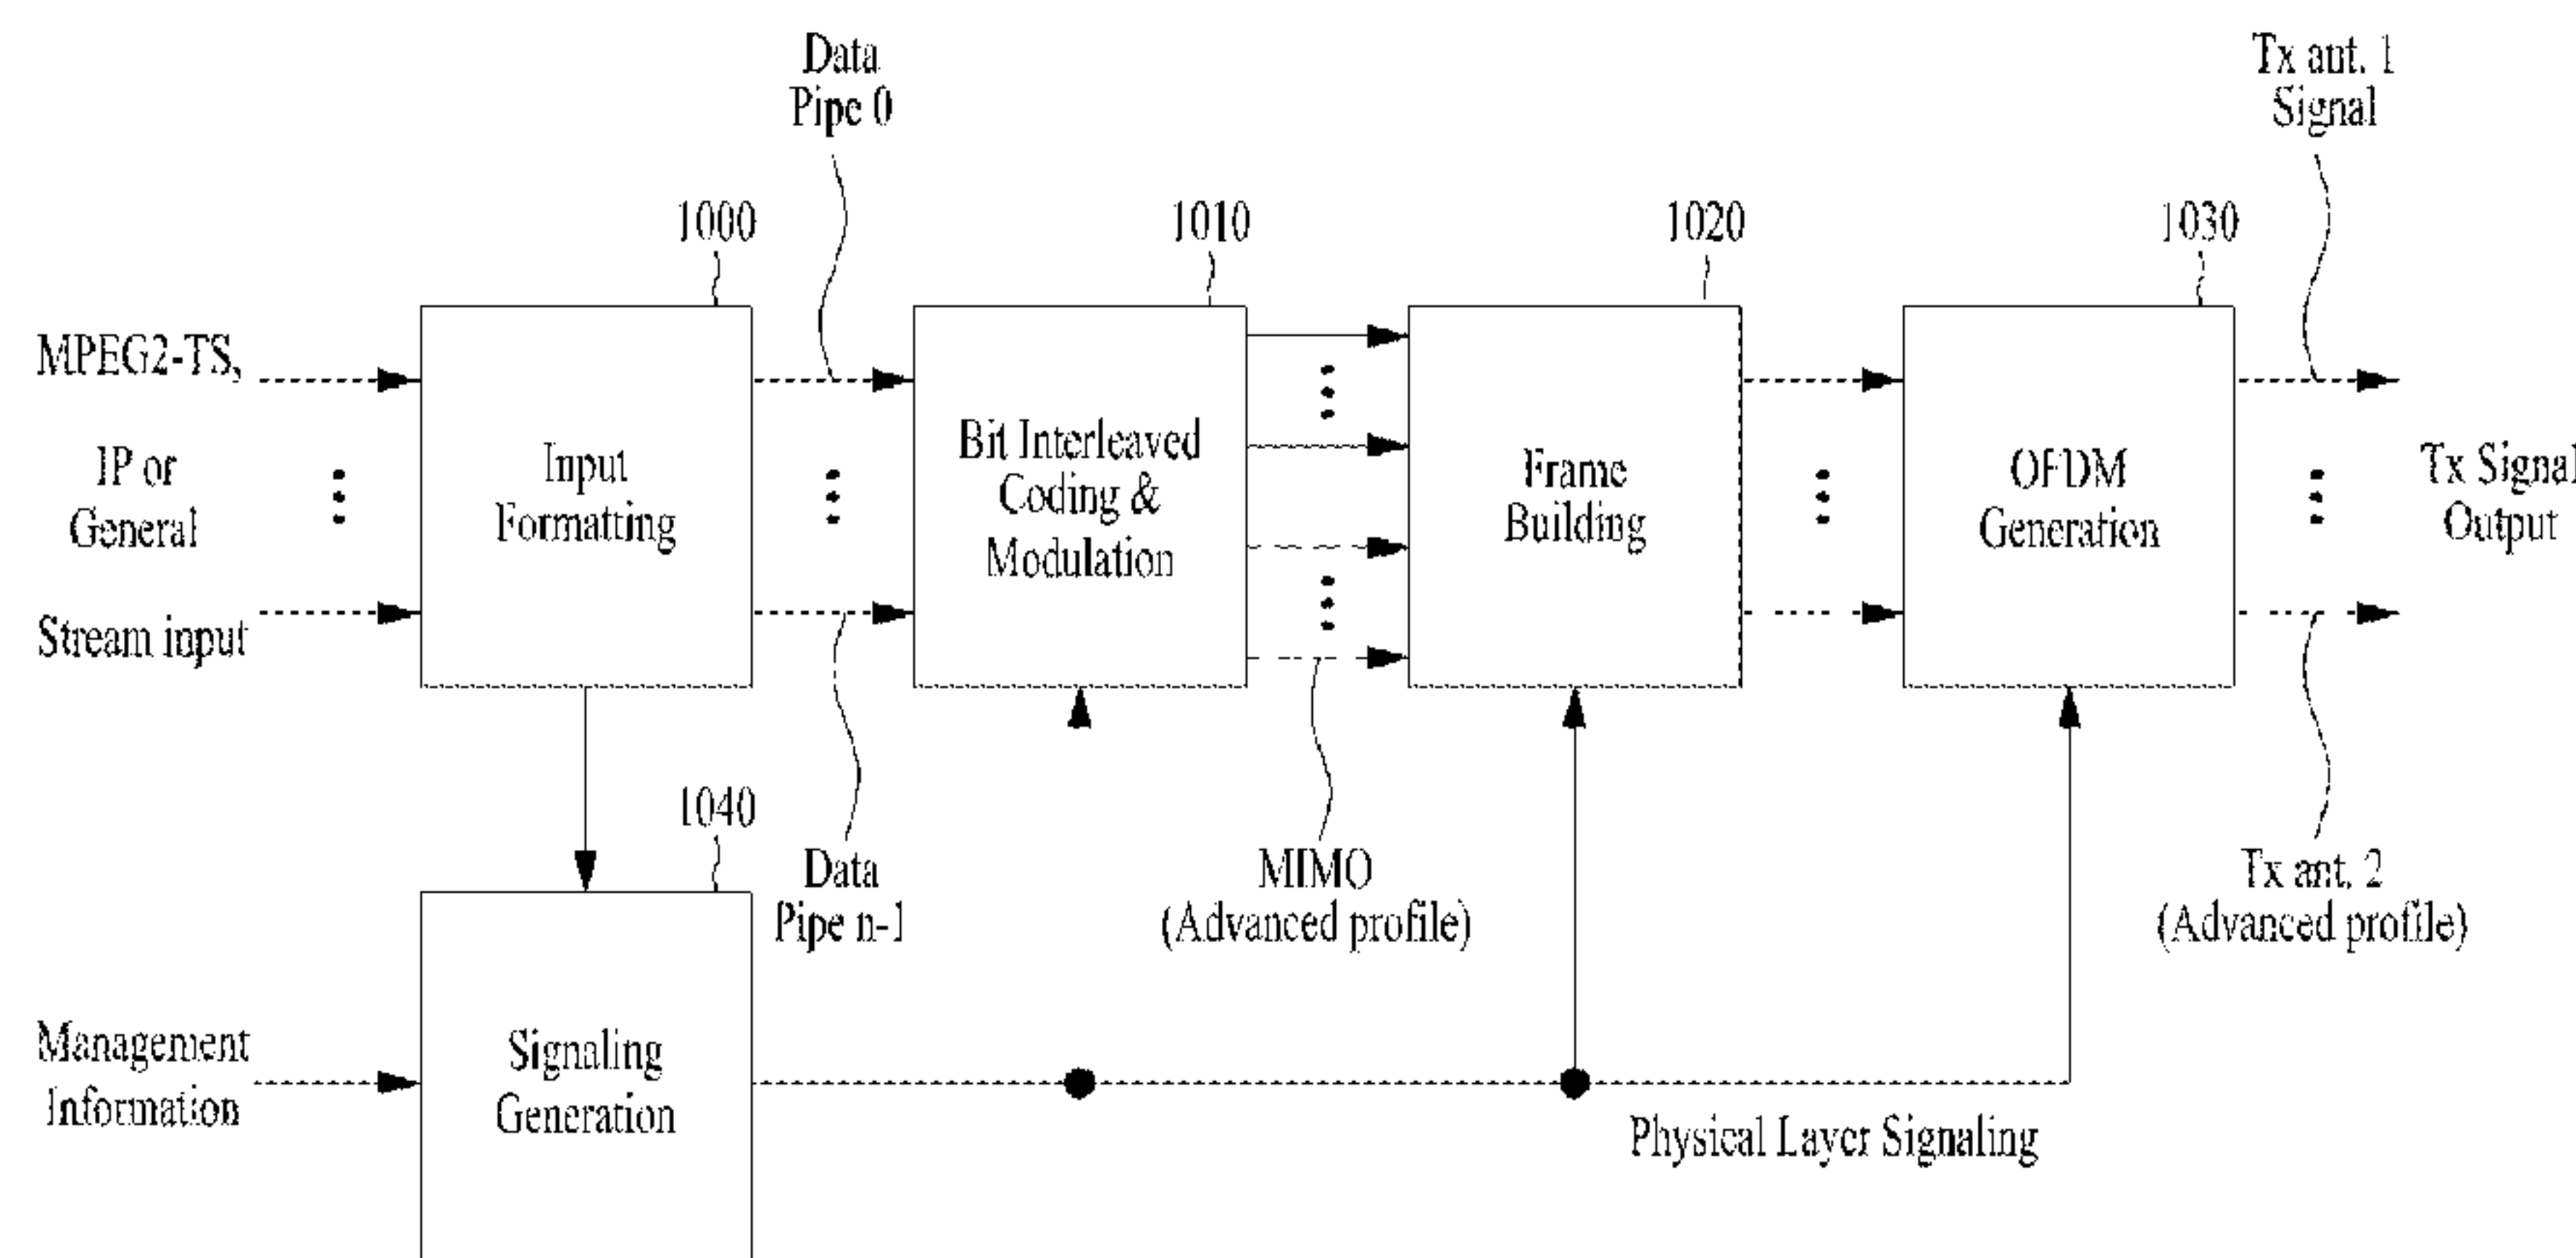 Data
Pipe 0
Tx ant. 1
Signal
1000
1010
1020
1030
MPEG2-TS,
IP or
General
Stream input
Input
Formatting
Bit Interleaved
Coding &
Modulation
Frame
Building
OFDM
Generation
Tx Signal
Output
1040
Data
Pipe n-1
MIMO
(Advanced profile)
Tx ant. 2
(Advanced profile)
Management
Information
Signaling
Generation
Physical Layer Signaling